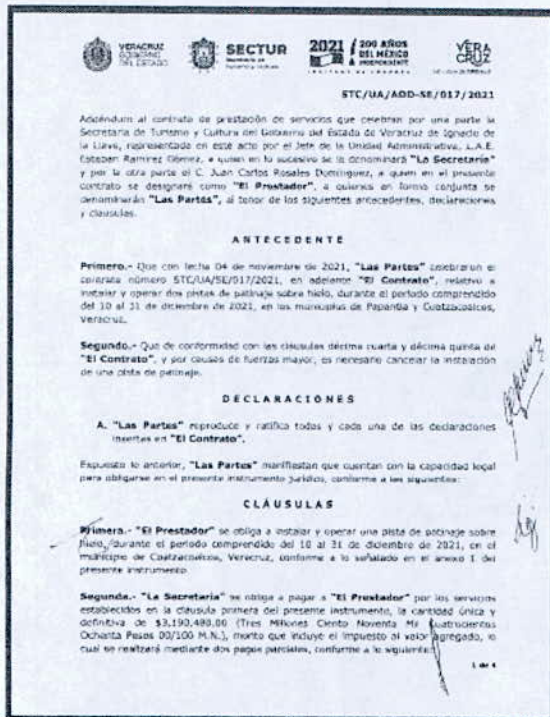 VERACRUZ
GOBIERNO
DEL ESTADO
SECTUR
2021
200 AÑOS
DEL MÉXICO
INDEPENDIENTE
VERA
CRUZ
STC/UA/ADD-SE/017/2021
Addéndum al contrato de prestación de servicios que celebran por una parte la
Secretaría de Turismo y Cultura del Gobierno del Estado de Veracruz de Ignacio de
la Llave, representada en este acto por el Jefe de la Unidad Administrativa, L.A.E.
Esteban Ramírez Gómez, a quien en lo sucesivo se le denominará "La Secretaría"
y por la otra parte el C. Juan Carlos Rosales Domínguez, a quien en el presente
contrato se designará como "El Prestador", a quienes en forma conjunta se
denominarán "Las Partes", al tenor de los siguientes antecedentes, declaraciones
y cláusulas.
ANTECEDENTE
Primero.- Que con fecha 04 de noviembre de 2021, "Las Partes" celebraron el
contrato número STC/UA/SE/017/2021, en adelante "El Contrato", relativo a
instalar y operar dos pistas de patinaje sobre hielo, durante el periodo comprendido
del 10 al 31 de diciembre de 2021, en los municipios de Papantla y Coatzacoalcos,
Veracruz.
Segundo.- Que de conformidad con las cláusulas décima cuarta y décima quinta de
"El Contrato", y por causas de fuerza mayor, es necesario cancelar la instalación
de una pista de patinaje.
DECLARACIONES
A. "Las Partes" reproduce y ratifica todas y cada una de las declaraciones
insertas en "El Contrato".
Expuesto lo anterior, "Las Partes" manifiestan que cuentan con la capacidad legal
para obligarse en el presente instrumento jurídico, conforme a las siguientes:
CLÁUSULAS
Primera.- "El Prestador" se obliga a instalar y operar una pista de patinaje sobre
hielo, durante el periodo comprendido del 10 al 31 de diciembre de 2021, en el
municipio de Coatzacoalcos, Veracruz, conforme a lo señalado en el anexo I del
presente instrumento.
Segunda.- "La Secretaría" se obliga a pagar a "El Prestador" por los servicios
establecidos en la cláusula primera del presente instrumento, la cantidad única y
definitiva de $3,190,480.00 (Tres Millones Ciento Noventa Mil Cuatrocientos
Ochenta Pesos 00/100 M.N.), monto que incluye el impuesto al valor agregado, lo
cual se realizará mediante dos pagos parciales, conforme a lo siguiente:
1 de 4